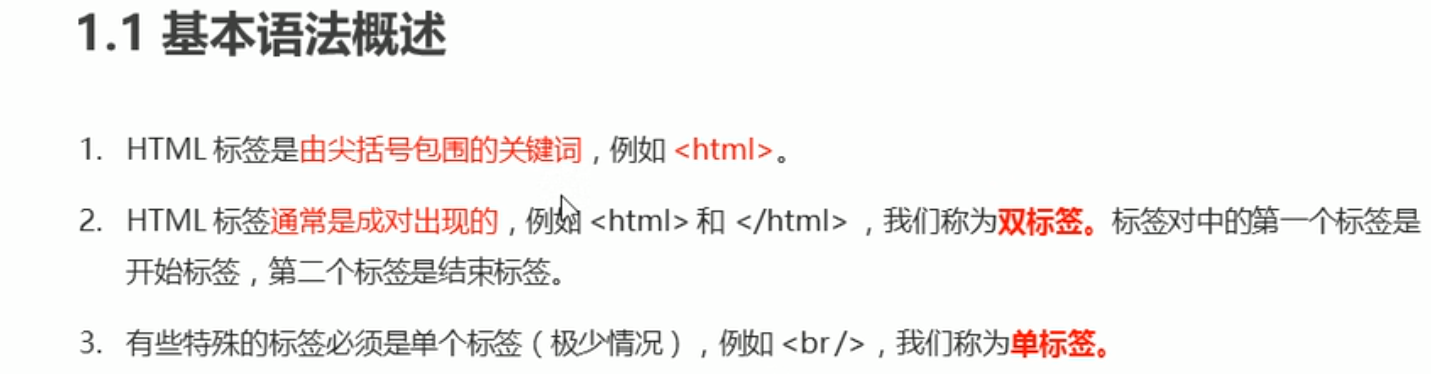 1.1 基本语法概述
1. HTML 标签是由尖括号包围的关键词，例如 <html>。
2. HTML 标签通常是成对出现的，例如 <html> 和 </html> ，我们称为双标签。标签对中的第一个标签是
开始标签，第二个标签是结束标签。
3. 有些特殊的标签必须是单个标签（极少情况），例如 <br/>，我们称为单标签。